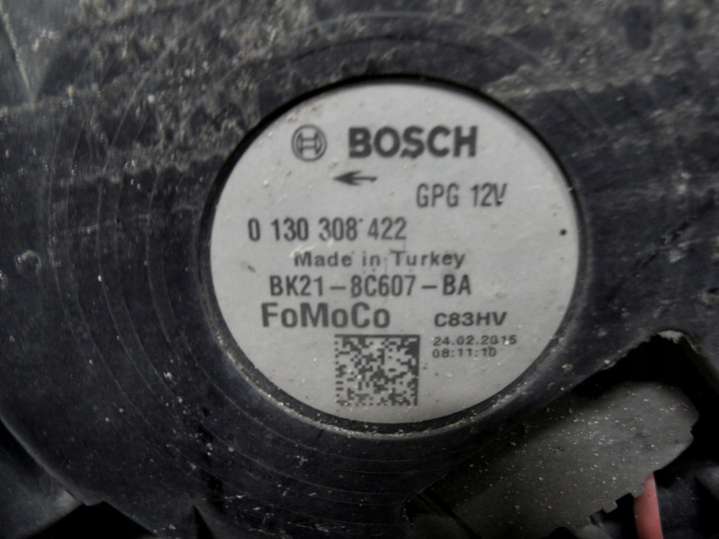 BOSCH
GPG 12V
0 130 308 422
Made in Turkey
BK21-8C607-BA
FoMoCo C83HV
24.02.2015
08:11:10